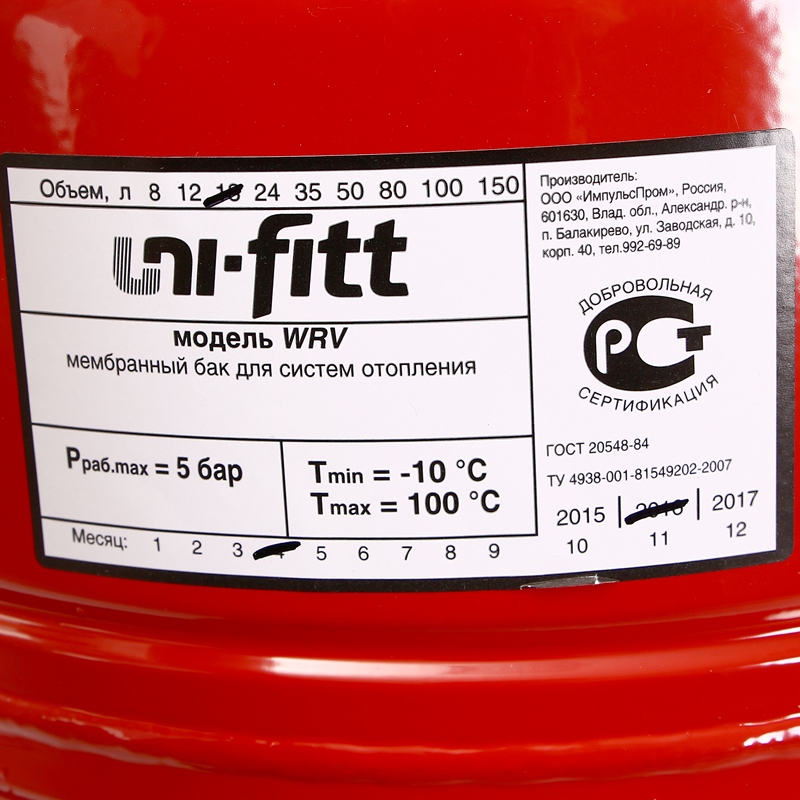 Объем, л 8 12 18 24 35 50 80 100 150
uni-fitt
модель WRV
мембранный бак для систем отопления
Pраб.max = 5 бар
Tmin = -10 °C
Tmax = 100 °C
Производитель:
ООО «ИмпульсПром», Россия,
601630, Влад. обл., Александр. р-н,
п. Балакирево, ул. Заводская, д. 10,
корп. 40, тел.992-69-89
ДОБРОВОЛЬНАЯ
РСТ
СЕРТИФИКАЦИЯ
ГОСТ 20548-84
ТУ 4938-001-81549202-2007
2015 | 2016 | 2017
Месяц: 1 2 3 4 5 6 7 8 9 10 11 12